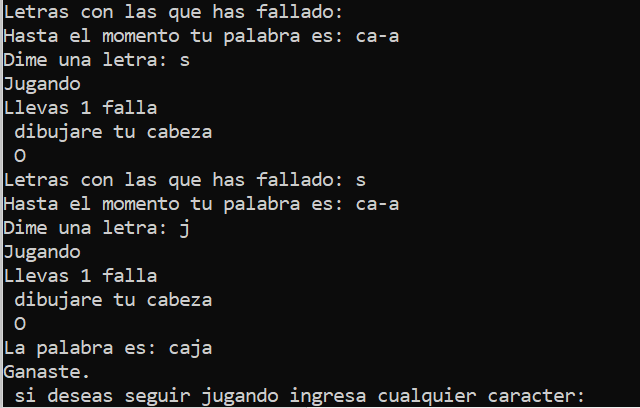 Letras con las que has fallado:
Hasta el momento tu palabra es: ca-a
Dime una letra: s
Jugando
Llevas 1 falla
 dibujare tu cabeza
 O
Letras con las que has fallado: s
Hasta el momento tu palabra es: ca-a
Dime una letra: j
Jugando
Llevas 1 falla
 dibujare tu cabeza
 O
La palabra es: caja
Ganaste.
 si deseas seguir jugando ingresa cualquier caracter: